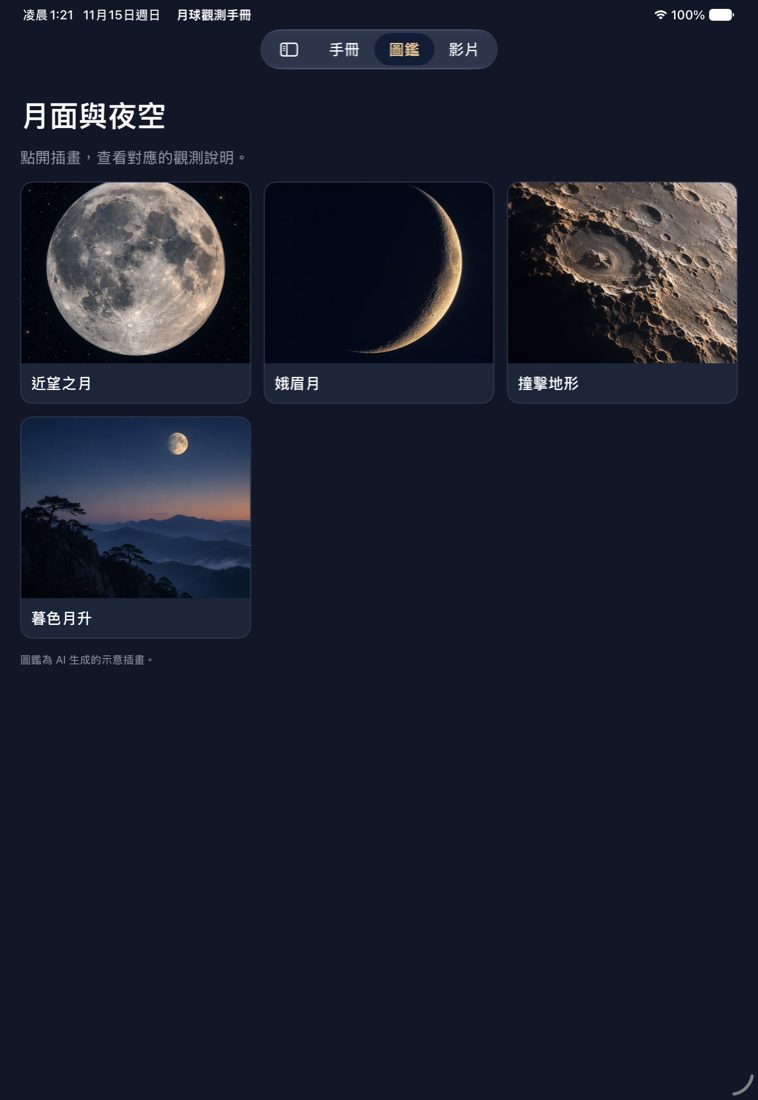 凌晨1:21 11月15日週日 月球觀測手冊 100%
手冊 圖鑑 影片
月面與夜空
點開插畫，查看對應的觀測說明。
近望之月
娥眉月
撞擊地形
暮色月升
圖鑑為 AI 生成的示意插畫。